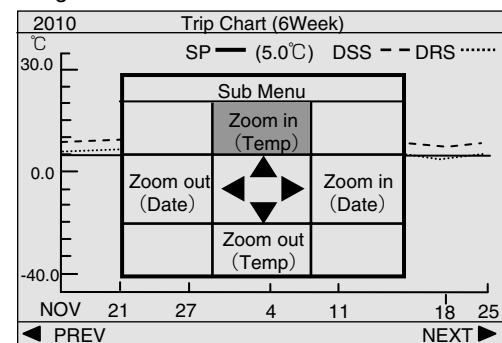 2010 Trip Chart (6Week)
℃ SP (5.0℃) DSS DRS
30.0
Sub Menu
Zoom in
(Temp)
0.0
Zoom out
(Date)
Zoom in
(Date)
Zoom out
(Temp)
-40.0
NOV 21 27 4 11 18 25
PREV NEXT